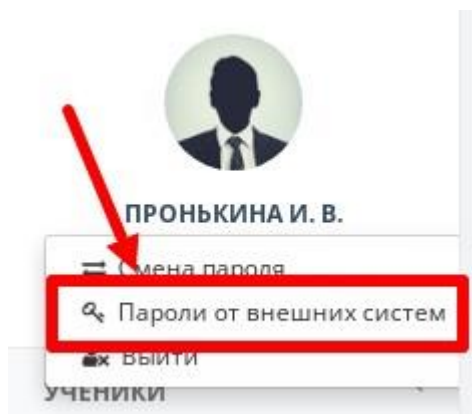 ПРОНЬКИНА И. В.
Смена пароля
Пароли от внешних систем
Выйти
УЧЕНИКИ